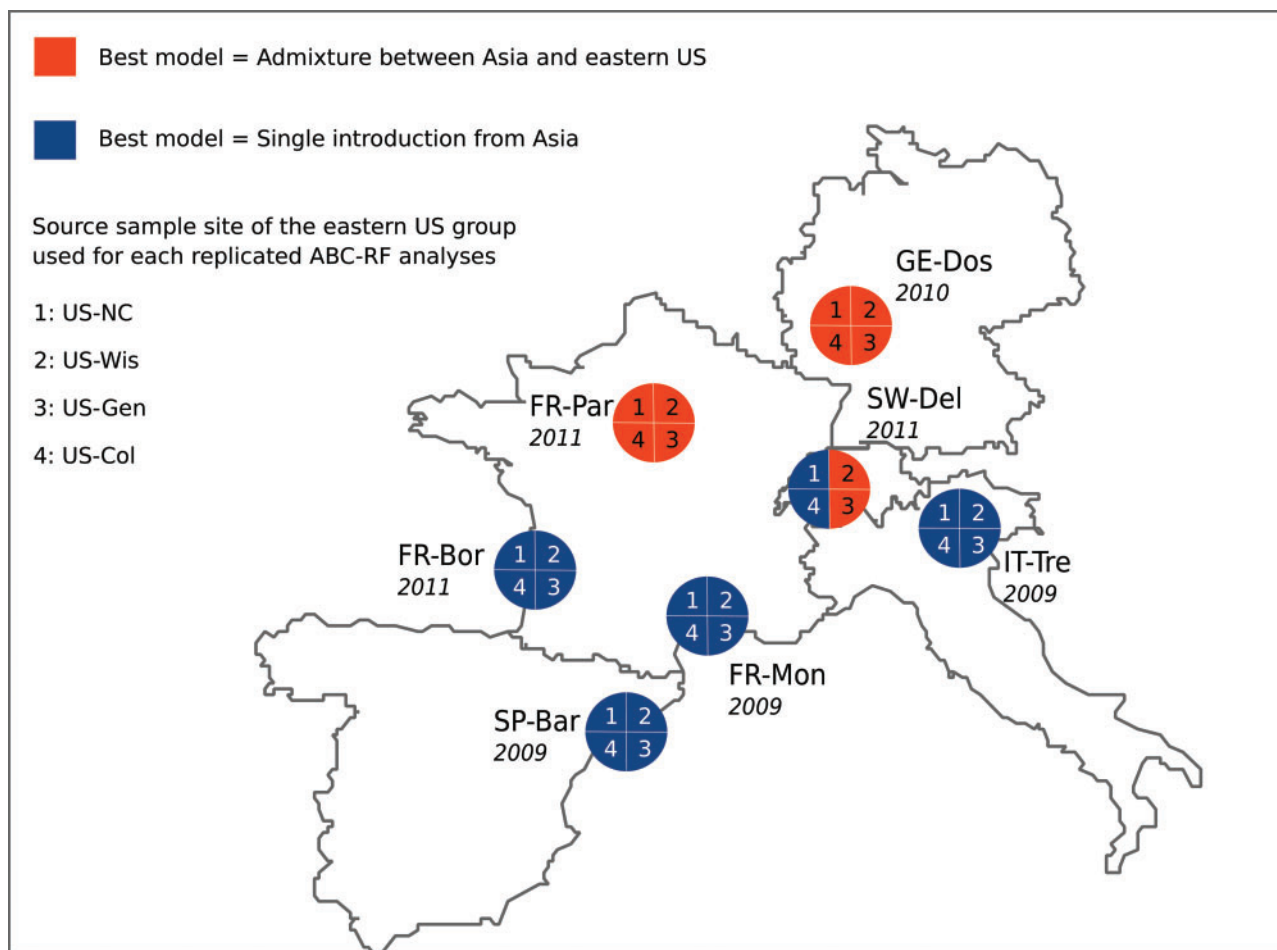 Best model = Admixture between Asia and eastern US
Best model = Single introduction from Asia
Source sample site of the eastern US group
used for each replicated ABC-RF analyses
1: US-NC
2: US-Wis
3: US-Gen
4: US-Col
GE-Dos
2010
1 2
4 3
FR-Par
2011
1 2
4 3
SW-Del
2011
1 2
4 3
IT-Tre
2009
1 2
4 3
FR-Bor
2011
1 2
4 3
FR-Mon
2009
1 2
4 3
SP-Bar
2009
1 2
4 3